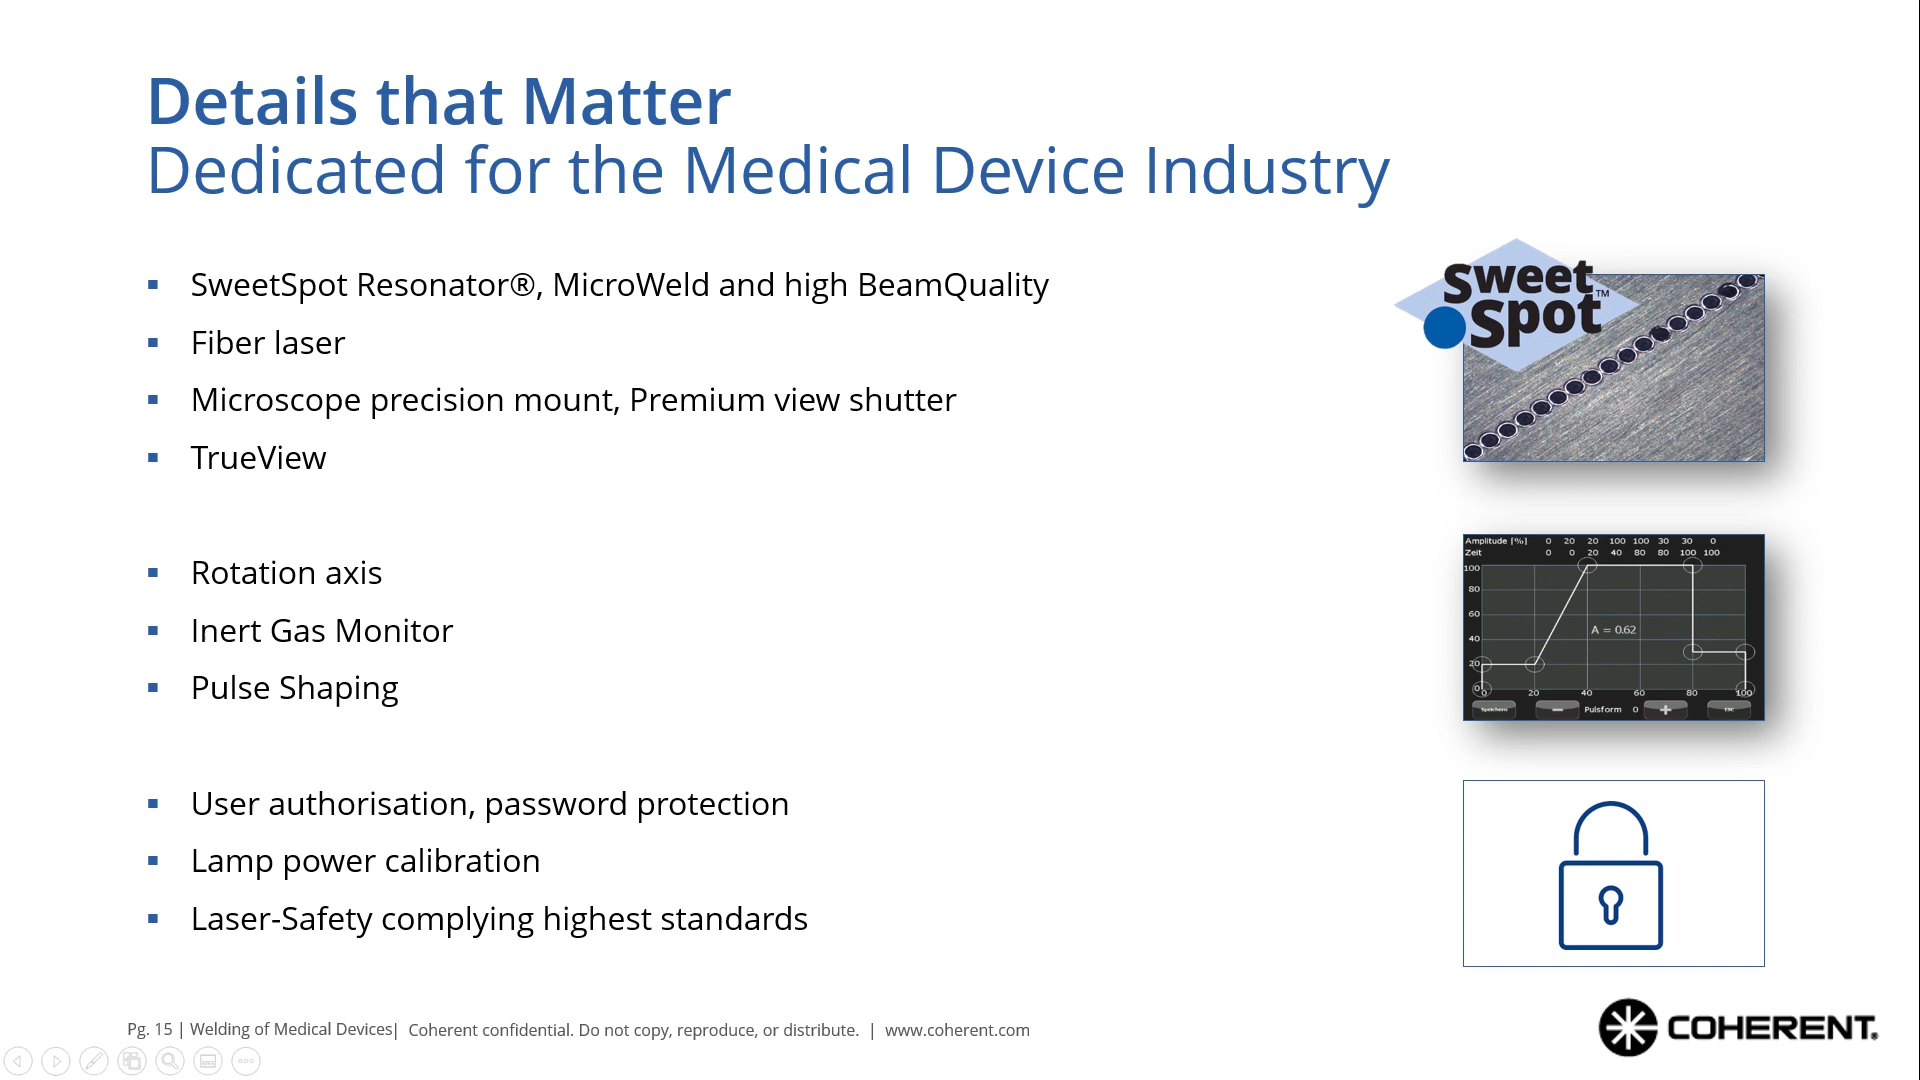 Details that Matter
Dedicated for the Medical Device Industry
SweetSpot Resonator®, MicroWeld and high BeamQuality
Fiber laser
Microscope precision mount, Premium view shutter
TrueView
Rotation axis
Inert Gas Monitor
Pulse Shaping
User authorisation, password protection
Lamp power calibration
Laser-Safety complying highest standards
Sweet
Spot™
Amplitude [%] 0 20 20 100 100 30 30 0
Zeit 0 0 20 40 80 80 100 100
100
80
60
A = 0.62
40
20
0
0 20 40 60 80 100
Speichern Pulsform 0 ESC
Pg. 15 | Welding of Medical Devices| Coherent confidential. Do not copy, reproduce, or distribute. | www.coherent.com
COHERENT®